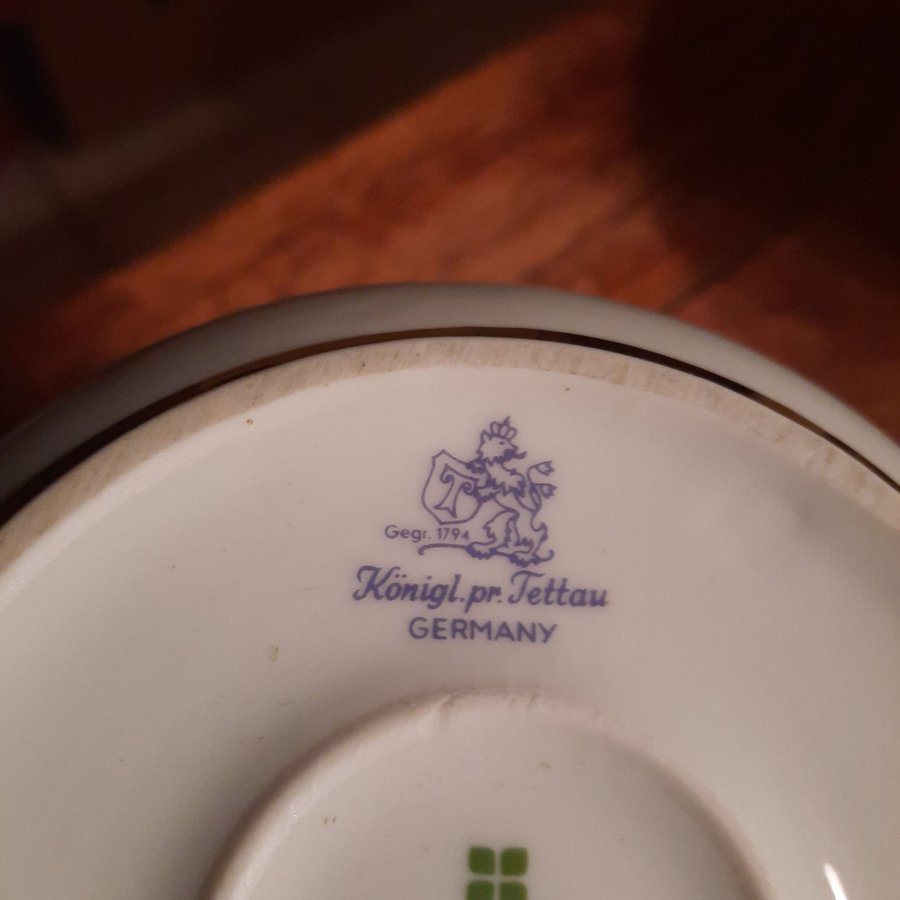 T
Gegr. 1794
Königl. pr. Tettau
GERMANY